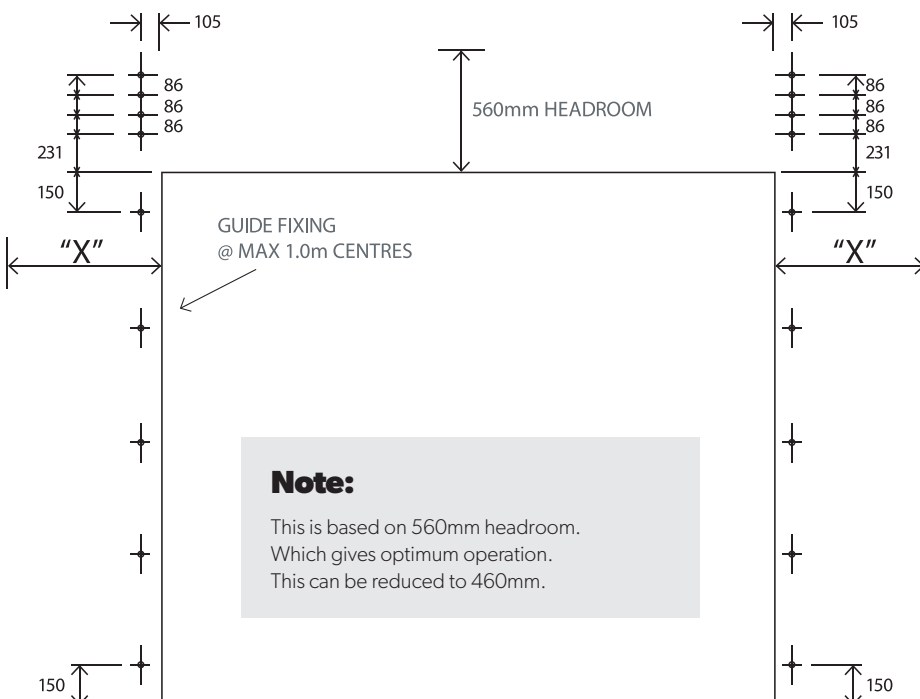 105
105
86
86
86
231
150
560mm HEADROOM
86
86
86
231
150
GUIDE FIXING
@ MAX 1.0m CENTRES
“X”
“X”
Note:
This is based on 560mm headroom.
Which gives optimum operation.
This can be reduced to 460mm.
150
150